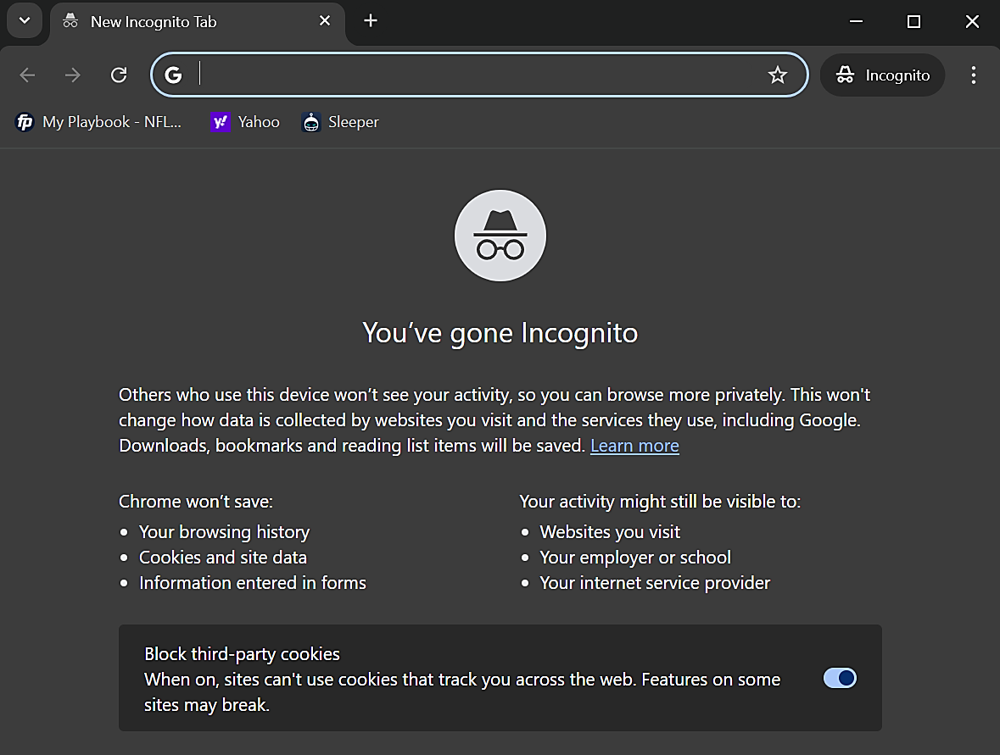 New Incognito Tab
Incognito
My Playbook - NFL...
Yahoo
Sleeper
You’ve gone Incognito
Others who use this device won’t see your activity, so you can browse more privately. This won't
change how data is collected by websites you visit and the services they use, including Google.
Downloads, bookmarks and reading list items will be saved. Learn more
Chrome won’t save:
Your browsing history
Cookies and site data
Information entered in forms
Your activity might still be visible to:
Websites you visit
Your employer or school
Your internet service provider
Block third-party cookies
When on, sites can't use cookies that track you across the web. Features on some
sites may break.